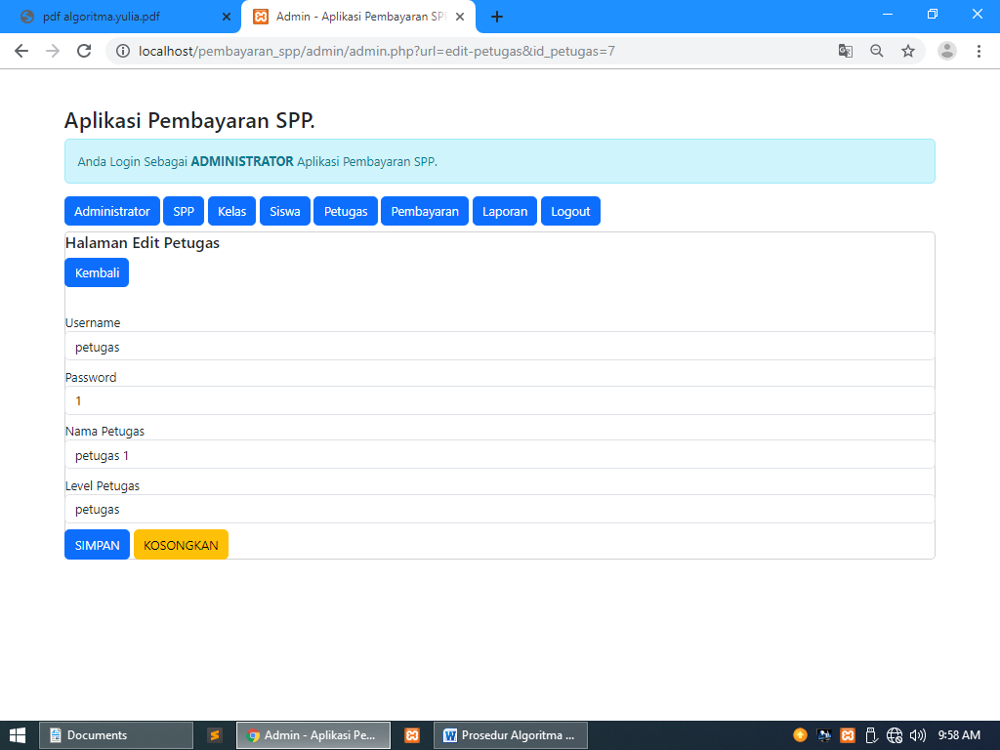 pdf algoritma.yulia.pdf
Admin - Aplikasi Pembayaran SP
localhost/pembayaran_spp/admin/admin.php?url=edit-petugas&id_petugas=7
Aplikasi Pembayaran SPP.
Anda Login Sebagai ADMINISTRATOR Aplikasi Pembayaran SPP.
Administrator SPP Kelas Siswa Petugas Pembayaran Laporan Logout
Halaman Edit Petugas
Kembali
Username
petugas
Password
1
Nama Petugas
petugas 1
Level Petugas
petugas
SIMPAN KOSONGKAN
Documents Admin - Aplikasi Pe... Prosedur Algoritma ... 9:58 AM